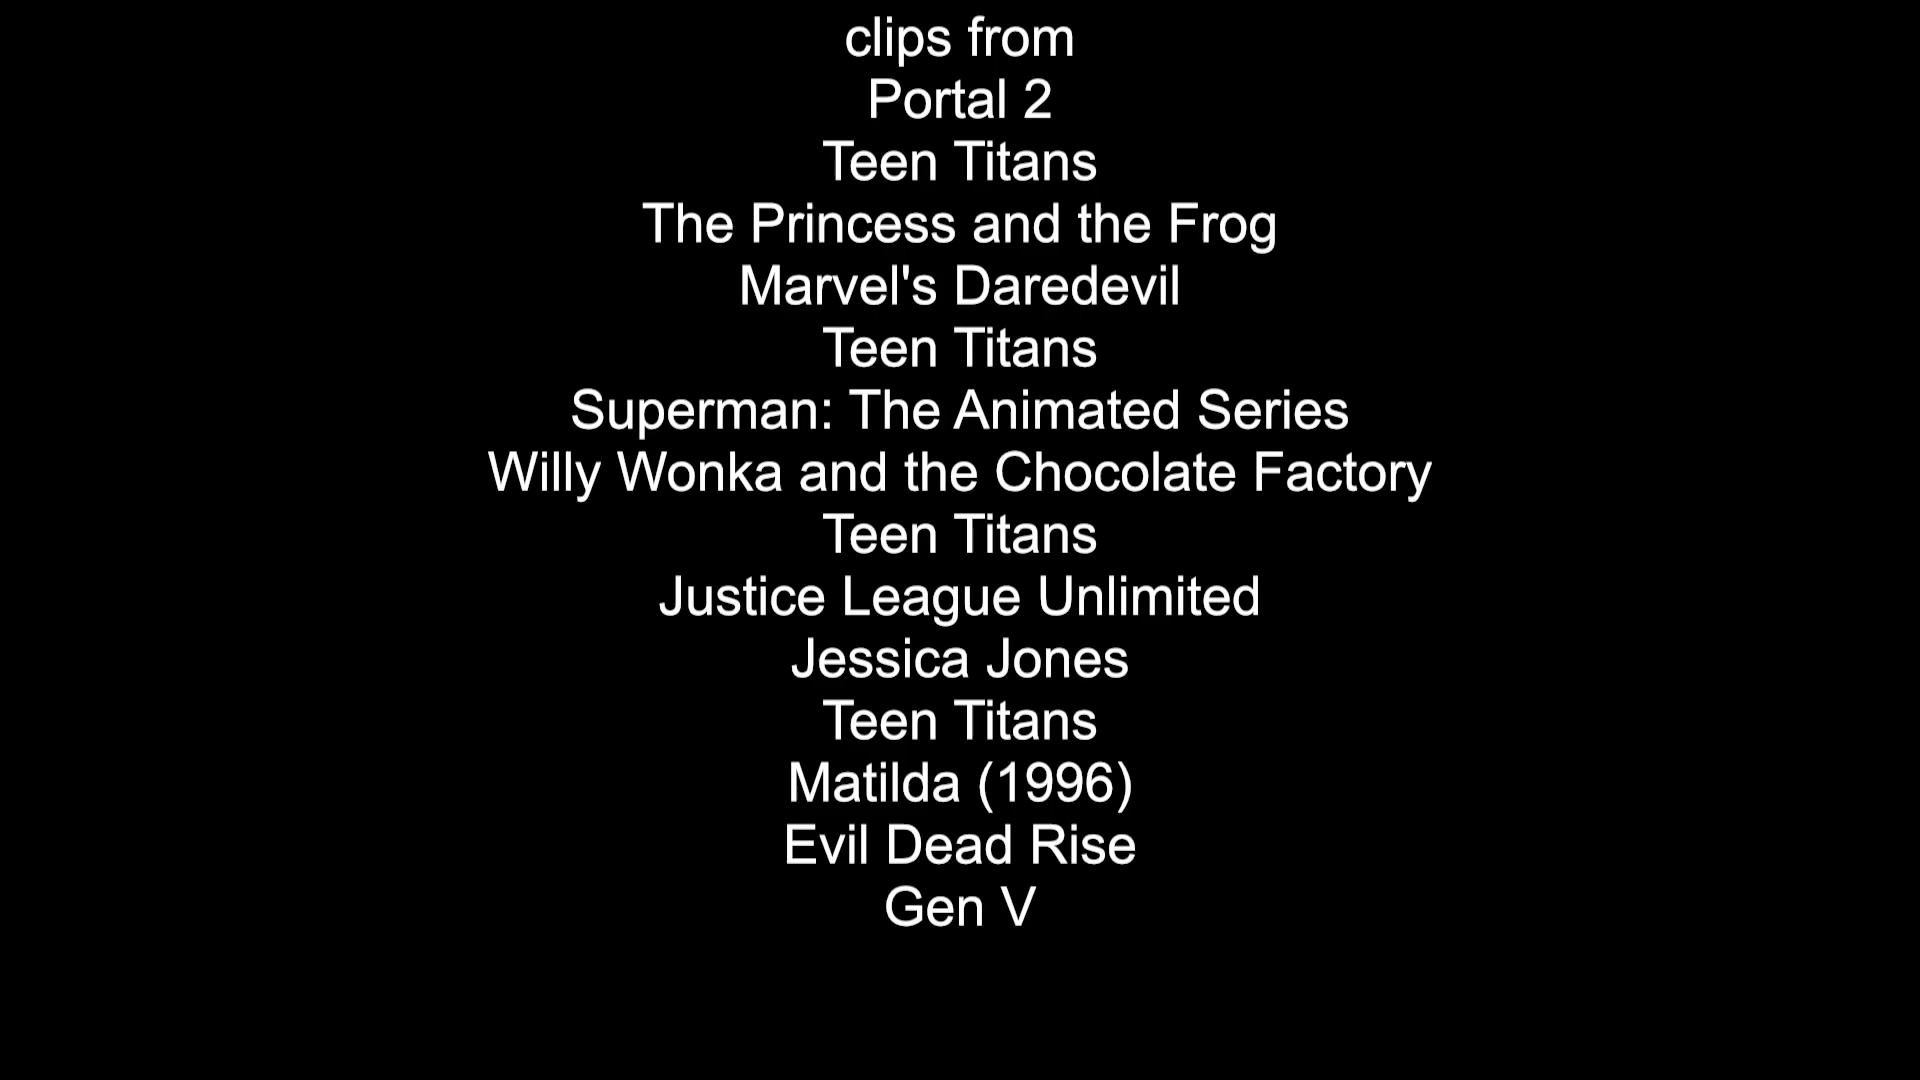 clips from
Portal 2
Teen Titans
The Princess and the Frog
Marvel's Daredevil
Teen Titans
Superman: The Animated Series
Willy Wonka and the Chocolate Factory
Teen Titans
Justice League Unlimited
Jessica Jones
Teen Titans
Matilda (1996)
Evil Dead Rise
Gen V